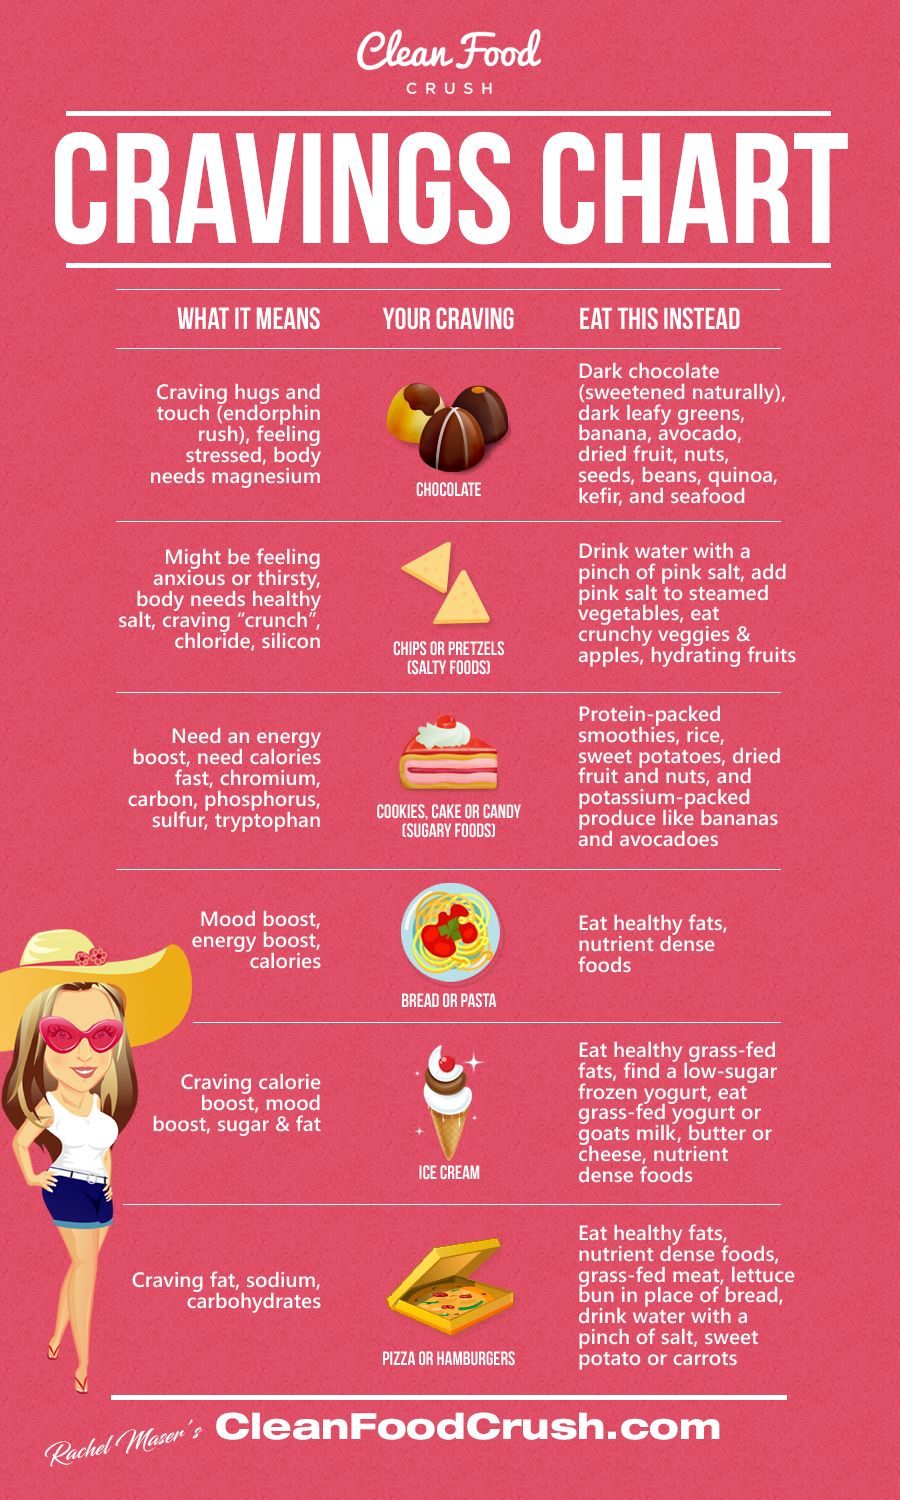 Clean Food
CRUSH
CRAVINGS CHART
WHAT IT MEANS
YOUR CRAVING
EAT THIS INSTEAD
Craving hugs and
touch (endorphin
rush), feeling
stressed, body
needs magnesium
CHOCOLATE
Dark chocolate
(sweetened naturally),
dark leafy greens,
banana, avocado,
dried fruit, nuts,
seeds, beans, quinoa,
kefir, and seafood
Might be feeling
anxious or thirsty,
body needs healthy
salt, craving “crunch”,
chloride, silicon
CHIPS OR PRETZELS
(SALTY FOODS)
Drink water with a
pinch of pink salt, add
pink salt to steamed
vegetables, eat
crunchy veggies &
apples, hydrating fruits
Need an energy
boost, need calories
fast, chromium,
carbon, phosphorus,
sulfur, tryptophan
COOKIES, CAKE OR CANDY
(SUGARY FOODS)
Protein-packed
smoothies, rice,
sweet potatoes, dried
fruit and nuts, and
potassium-packed
produce like bananas
and avocadoes
Mood boost,
energy boost,
calories
BREAD OR PASTA
Eat healthy fats,
nutrient dense
foods
Craving calorie
boost, mood
boost, sugar & fat
ICE CREAM
Eat healthy grass-fed
fats, find a low-sugar
frozen yogurt, eat
grass-fed yogurt or
goats milk, butter or
cheese, nutrient
dense foods
Craving fat, sodium,
carbohydrates
PIZZA OR HAMBURGERS
Eat healthy fats,
nutrient dense foods,
grass-fed meat, lettuce
bun in place of bread,
drink water with a
pinch of salt, sweet
potato or carrots
Rachel Maser's
CleanFoodCrush.com